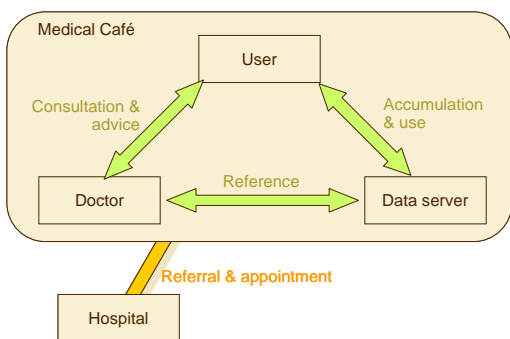 Medical Café
User
Consultation &
advice
Accumulation
& use
Reference
Doctor
Data server
Referral & appointment
Hospital